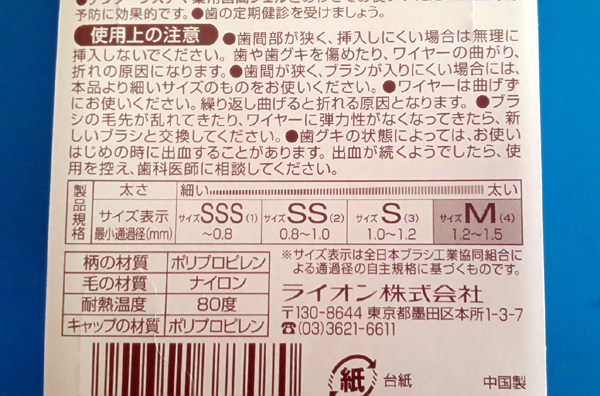 予防に効果的です。●歯の定期健診を受けましょう。
使用上の注意 ●歯間部が狭く、挿入しにくい場合は無理に
挿入しないでください。歯や歯グキを傷めたり、ワイヤーの曲がり、
折れの原因になります。●歯間が狭く、ブラシが入りにくい場合には、
本品より細いサイズのものをお使いください。●ワイヤーは曲げず
にお使いください。繰り返し曲げると折れる原因となります。●ブラ
シの毛先が乱れてきたり、ワイヤーに弾力性がなくなってきたら、新
しいブラシと交換してください。●歯グキの状態によっては、お使い
はじめの時に出血することがあります。出血が続くようでしたら、使
用を控え、歯科医師に相談してください。
製品規格
太さ 細い 太い
サイズ表示 サイズSSS(1) サイズSS(2) サイズS(3) サイズM(4)
最小通過径(mm) ~0.8 0.8~1.0 1.0~1.2 1.2~1.5
※サイズ表示は全日本ブラシ工業協同組合に
よる通過径の自主規格に基づくものです。
柄の材質 ポリプロピレン
毛の材質 ナイロン
耐熱温度 80度
キャップの材質 ポリプロピレン
ライオン株式会社
〒130-8644 東京都墨田区本所1-3-7
☎(03)3621-6611
紙 台紙
中国製